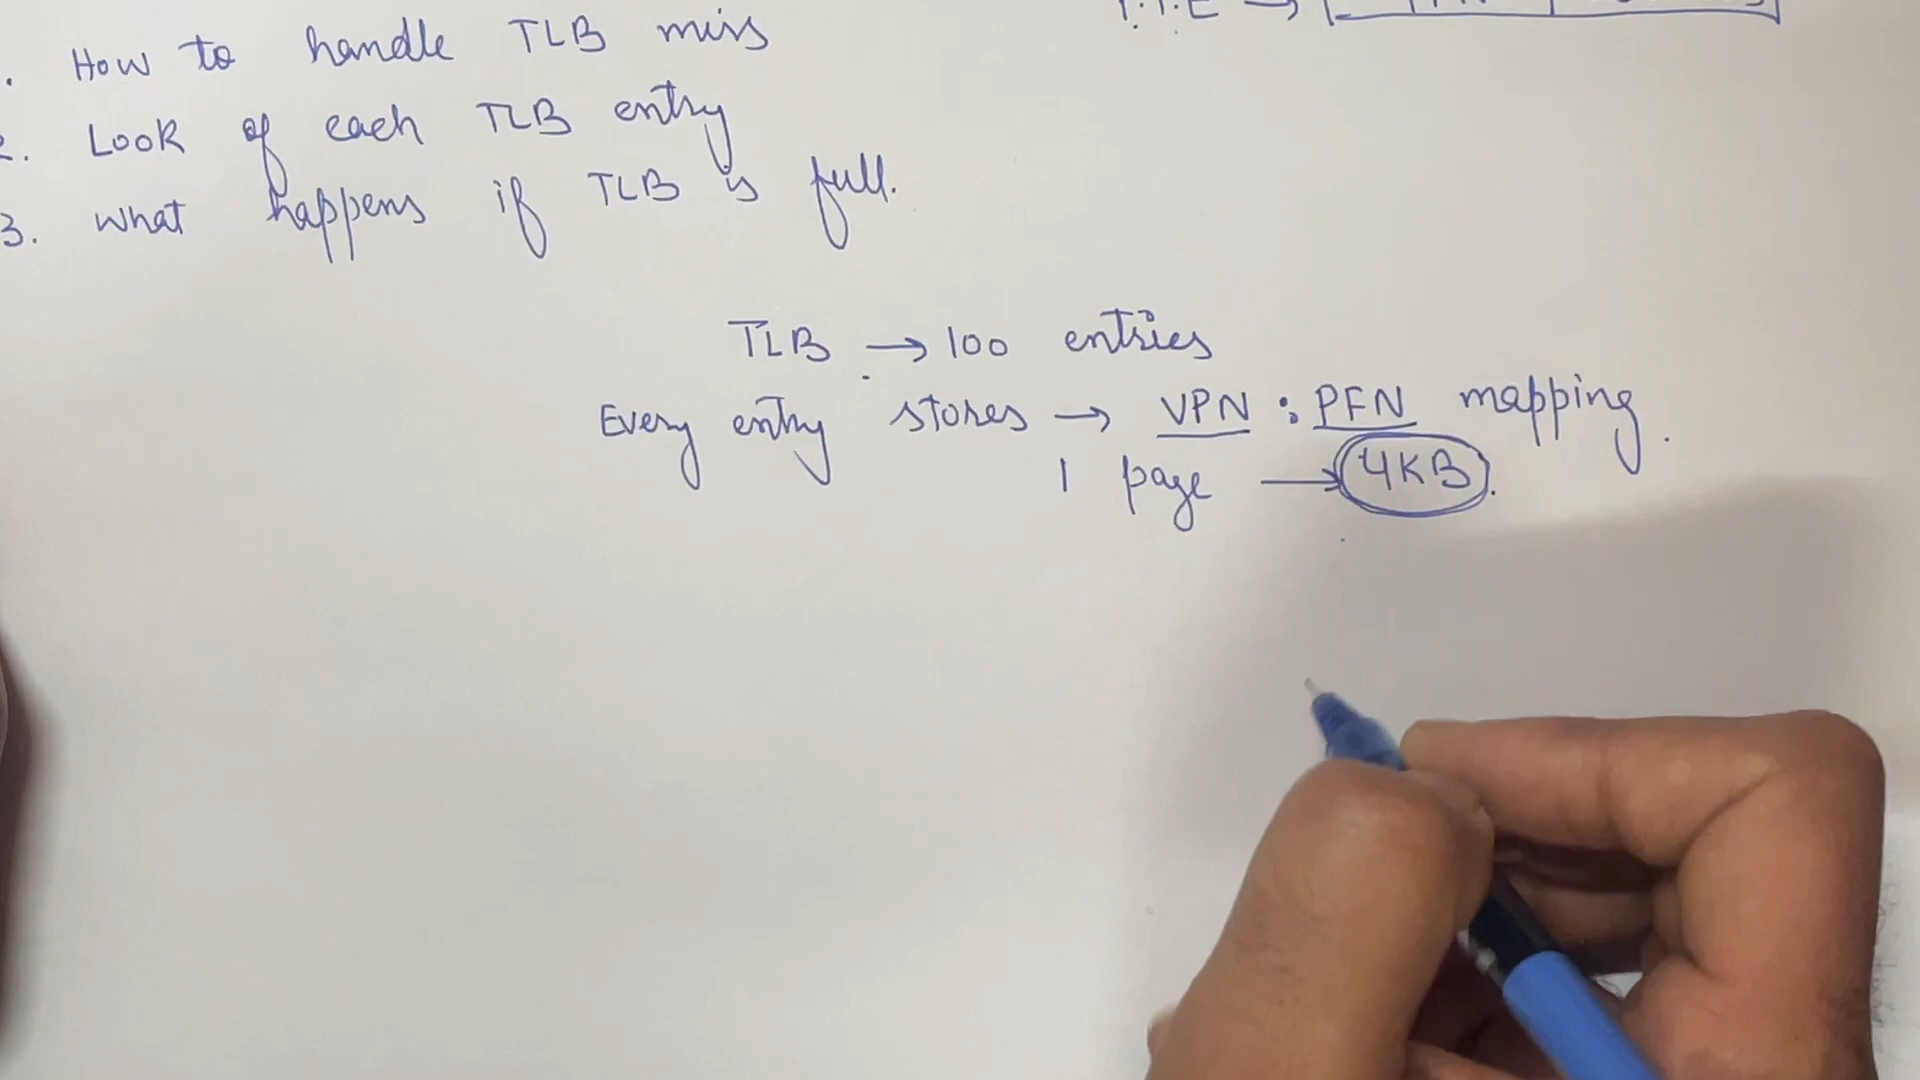 . How to handle TLB miss
2. Look of each TLB entry
3. What happens if TLB is full.
TLB → 100 entries
Every entry stores → VPN : PFN mapping.
1 page → 4KB.